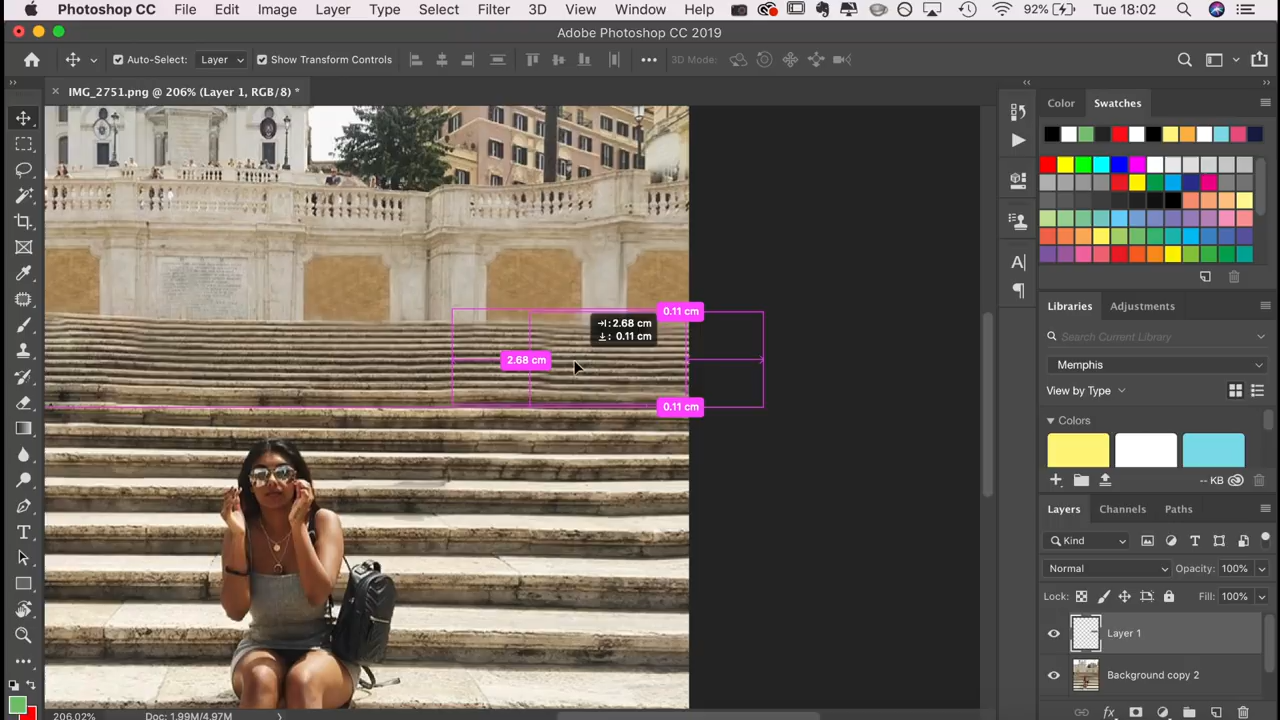 Photoshop CC File Edit Image Layer Type Select Filter 3D View Window Help 92% Tue 18:02
Adobe Photoshop CC 2019
Auto-Select: Layer Show Transform Controls 3D Mode:
IMG_2751.png @ 206% (Layer 1, RGB/8) *
Color Swatches
0.11 cm
2.68 cm
0.11 cm
2.68 cm
0.11 cm
Libraries Adjustments
Search Current Library
Memphis
View by Type
Colors
-- KB
Layers Channels Paths
Kind
Normal Opacity: 100%
Lock: Fill: 100%
Layer 1
Background copy 2
fx
206.02% Doc: 1.99M/4.97M